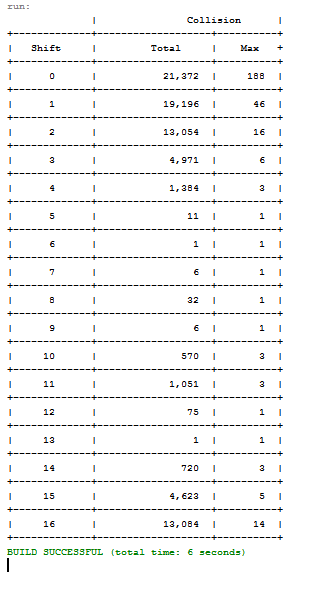 run:
| Collision |
+--------------+--------------------+----------+
| Shift | Total | Max +
+--------------+--------------------+----------+
| 0 | 21,372 | 188 |
+--------------+--------------------+----------+
| 1 | 19,196 | 46 |
+--------------+--------------------+----------+
| 2 | 13,054 | 16 |
+--------------+--------------------+----------+
| 3 | 4,971 | 6 |
+--------------+--------------------+----------+
| 4 | 1,384 | 3 |
+--------------+--------------------+----------+
| 5 | 11 | 1 |
+--------------+--------------------+----------+
| 6 | 1 | 1 |
+--------------+--------------------+----------+
| 7 | 6 | 1 |
+--------------+--------------------+----------+
| 8 | 32 | 1 |
+--------------+--------------------+----------+
| 9 | 6 | 1 |
+--------------+--------------------+----------+
| 10 | 570 | 3 |
+--------------+--------------------+----------+
| 11 | 1,051 | 3 |
+--------------+--------------------+----------+
| 12 | 75 | 1 |
+--------------+--------------------+----------+
| 13 | 1 | 1 |
+--------------+--------------------+----------+
| 14 | 720 | 3 |
+--------------+--------------------+----------+
| 15 | 4,623 | 5 |
+--------------+--------------------+----------+
| 16 | 13,084 | 14 |
+--------------+--------------------+----------+
BUILD SUCCESSFUL (total time: 6 seconds)